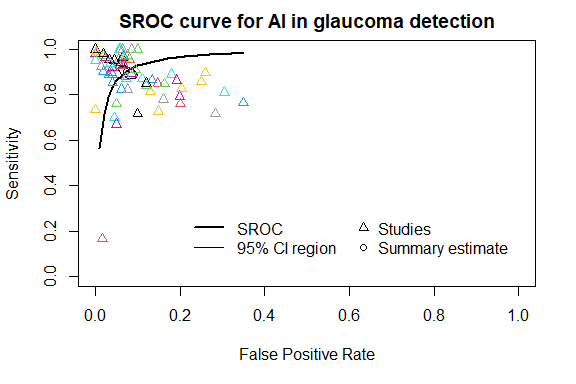 SROC curve for AI in glaucoma detection
1.0
0.8
0.6
0.4
0.2
0.0
Sensitivity
SROC
95% CI region
Studies
Summary estimate
0.0 0.2 0.4 0.6 0.8 1.0
False Positive Rate